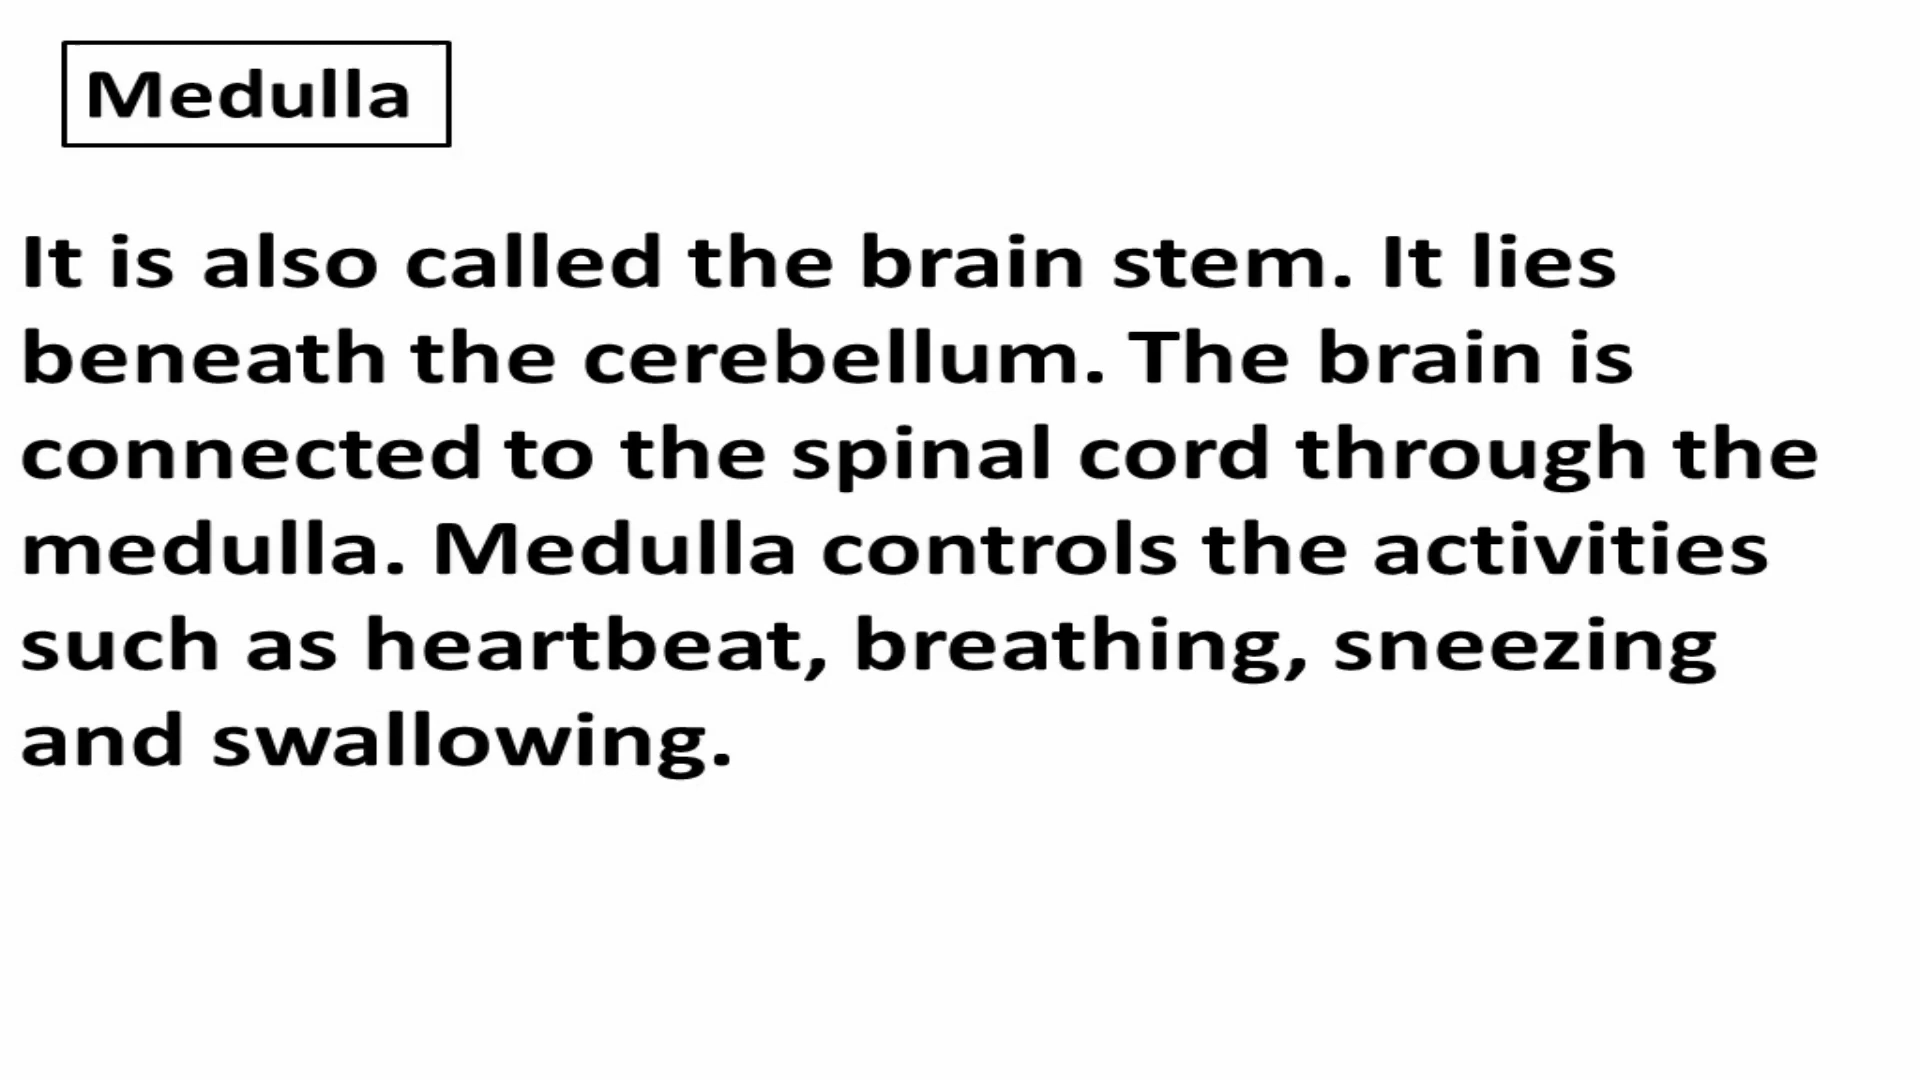 Medulla
It is also called the brain stem. It lies
beneath the cerebellum. The brain is
connected to the spinal cord through the
medulla. Medulla controls the activities
such as heartbeat, breathing, sneezing
and swallowing.